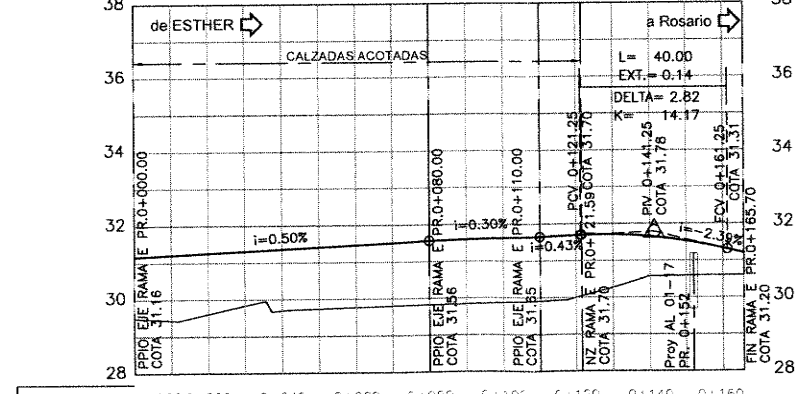 38
38
de ESTHER
a Rosario
CALZADAS ACOTADAS
L= 40.00
EXT.= 0.14
DELTA= 2.82
K= 14.17
36
36
34
34
32
32
30
30
28
28
i=0.50%
i=0.30%
i=0.43%
PPIO EJE RAMA E PR.0+000.00
COTA 31.16
PPIO EJE RAMA E PR.0+080.00
COTA 31.56
PPIO EJE RAMA E PR.0+110.00
COTA 31.65
PCV 0+121.25
COTA 31.70
NZ RAMA E PR.0+121.59
COTA 31.70
PIV 0+141.25
COTA 31.78
Proy AL 01-17
PR. 0+152
FCV 0+161.25
COTA 31.31
FIN RAMA E PR.0+165.70
COTA 31.20